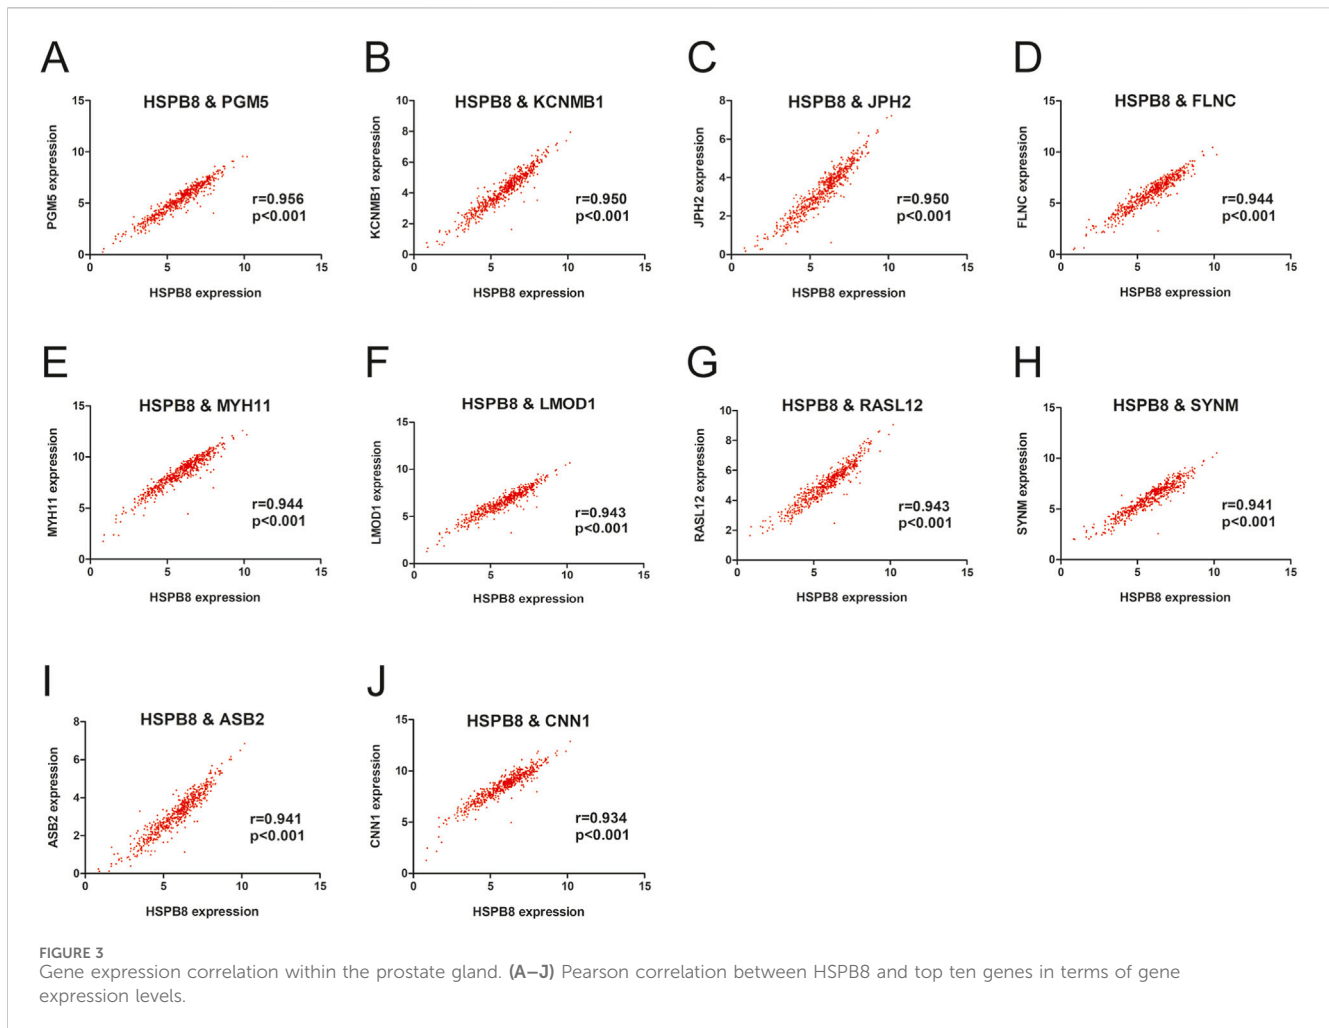 A
HSPB8 & PGM5
PGM5 expression
15
10
5
0
r=0.956
p<0.001
0 5 10 15
HSPB8 expression
B
HSPB8 & KCNMB1
KCNMB1 expression
10
8
6
4
2
0
r=0.950
p<0.001
0 5 10 15
HSPB8 expression
C
HSPB8 & JPH2
JPH2 expression
8
6
4
2
0
r=0.950
p<0.001
0 5 10 15
HSPB8 expression
D
HSPB8 & FLNC
FLNC expression
15
10
5
0
r=0.944
p<0.001
0 5 10 15
HSPB8 expression
E
HSPB8 & MYH11
MYH11 expression
15
10
5
0
r=0.944
p<0.001
0 5 10 15
HSPB8 expression
F
HSPB8 & LMOD1
LMOD1 expression
15
10
5
0
r=0.943
p<0.001
0 5 10 15
HSPB8 expression
G
HSPB8 & RASL12
RASL12 expression
10
8
6
4
2
0
r=0.943
p<0.001
0 5 10 15
HSPB8 expression
H
HSPB8 & SYNM
SYNM expression
15
10
5
0
r=0.941
p<0.001
0 5 10 15
HSPB8 expression
I
HSPB8 & ASB2
ASB2 expression
8
6
4
2
0
r=0.941
p<0.001
0 5 10 15
HSPB8 expression
J
HSPB8 & CNN1
CNN1 expression
15
10
5
0
r=0.934
p<0.001
0 5 10 15
HSPB8 expression
FIGURE 3
Gene expression correlation within the prostate gland. (A–J) Pearson correlation between HSPB8 and top ten genes in terms of gene
expression levels.